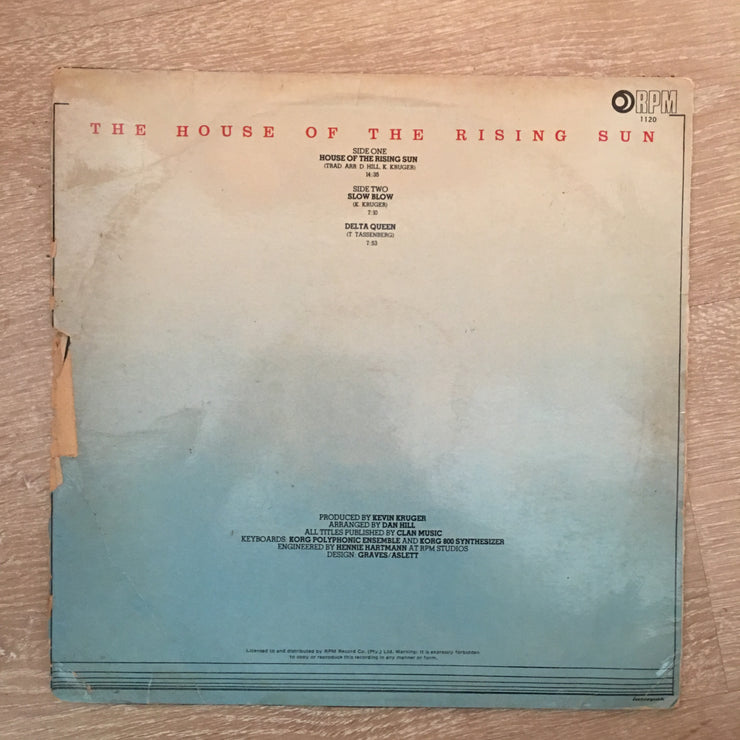 RPM
1120
THE HOUSE OF THE RISING SUN
SIDE ONE
HOUSE OF THE RISING SUN
(TRAD. ARR. D. HILL, K. KRUGER)
14:35
SIDE TWO
SLOW BLOW
(K. KRUGER)
7:10
DELTA QUEEN
(T. TASSENBERG)
7:53
PRODUCED BY KEVIN KRUGER
ARRANGED BY DAN HILL
ALL TITLES PUBLISHED BY CLAN MUSIC
KEYBOARDS: KORG POLYPHONIC ENSEMBLE AND KORG 800 SYNTHESIZER
ENGINEERED BY HENNIE HARTMANN AT RPM STUDIOS
DESIGN: GRAVES/ASLETT
Licensed to and distributed by RPM Record Co. (Pty.) Ltd. Warning: It is expressly forbidden
to copy or reproduce this recording in any manner or form.